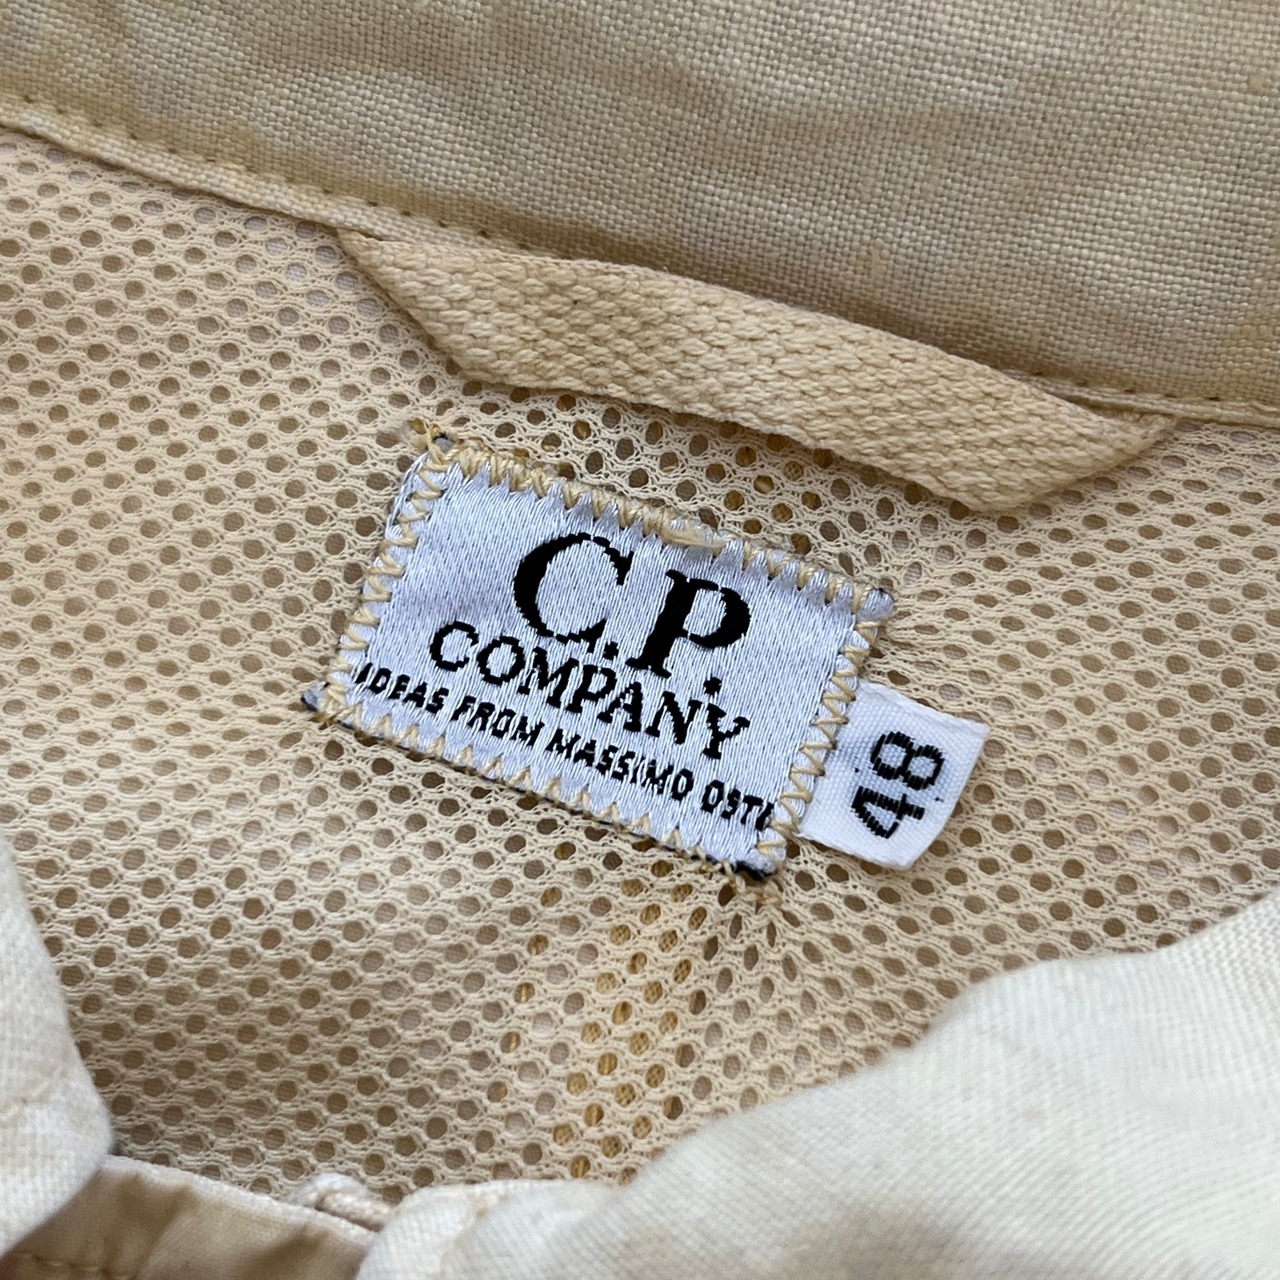 C.P.
COMPANY
IDEAS FROM MASSIMO OSTI
48